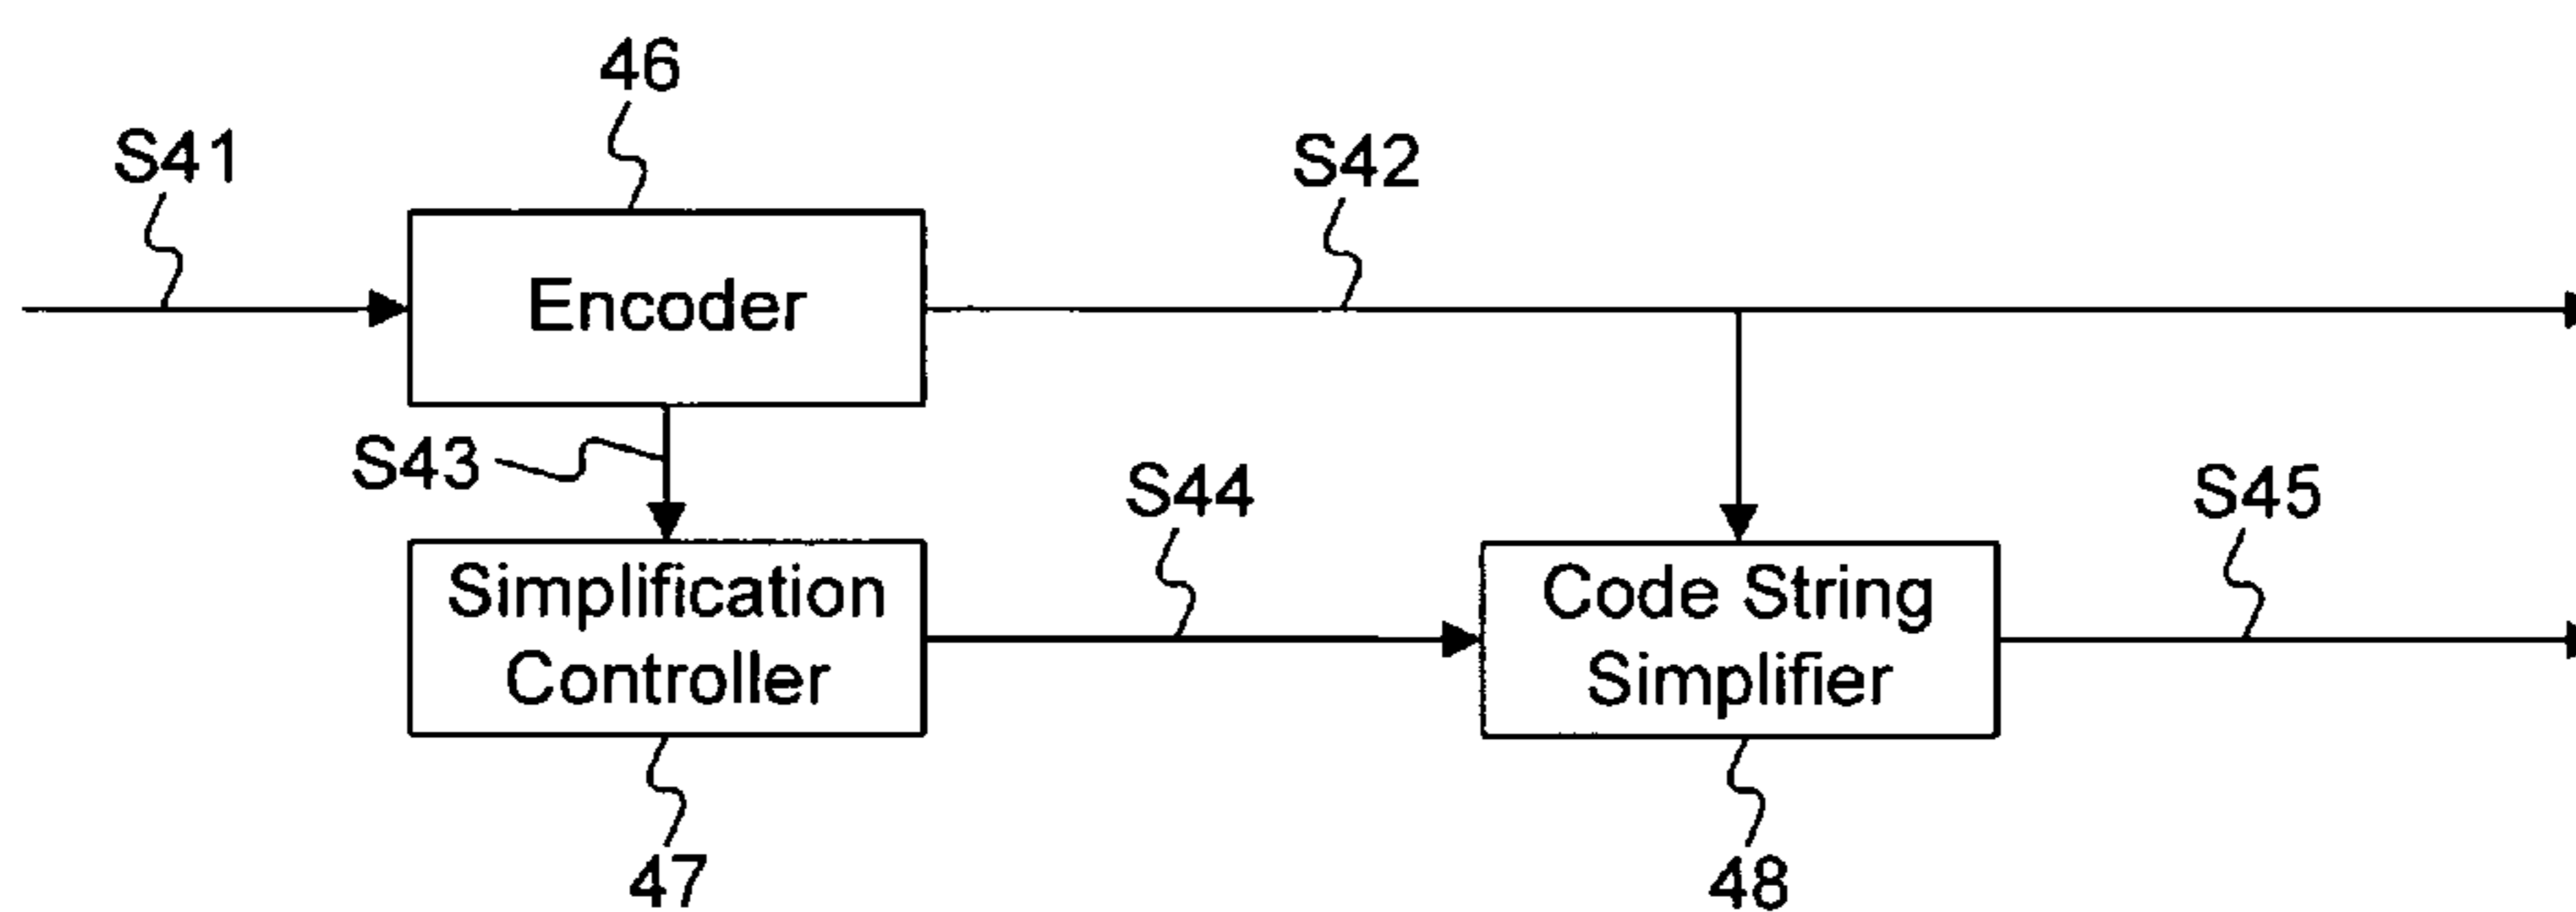 46
S41
S42
Encoder
S43
S44
S45
Simplification
Controller
Code String
Simplifier
47
48